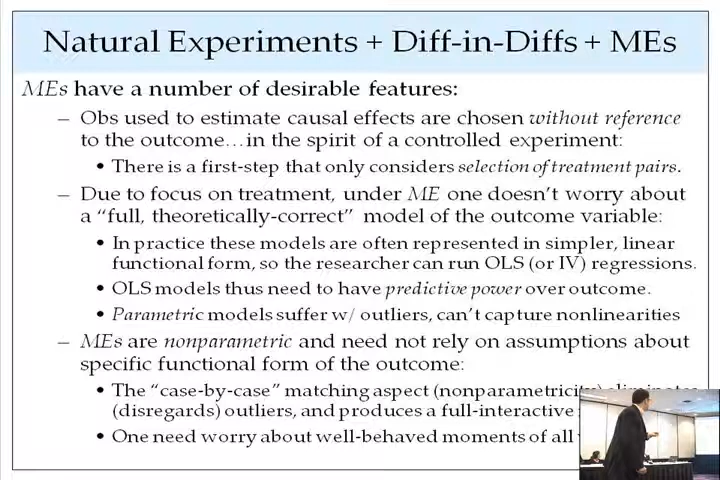 Natural Experiments + Diff-in-Diffs + MEs
MEs have a number of desirable features:
– Obs used to estimate causal effects are chosen without reference
to the outcome…in the spirit of a controlled experiment:
• There is a first-step that only considers selection of treatment pairs.
– Due to focus on treatment, under ME one doesn't worry about
a “full, theoretically-correct” model of the outcome variable:
• In practice these models are often represented in simpler, linear
functional form, so the researcher can run OLS (or IV) regressions.
• OLS models thus need to have predictive power over outcome.
• Parametric models suffer w/ outliers, can't capture nonlinearities
– MEs are nonparametric and need not rely on assumptions about
specific functional form of the outcome:
• The “case-by-case” matching aspect (nonparametricity) eliminates
(disregards) outliers, and produces a full-interactive
• One need worry about well-behaved moments of all